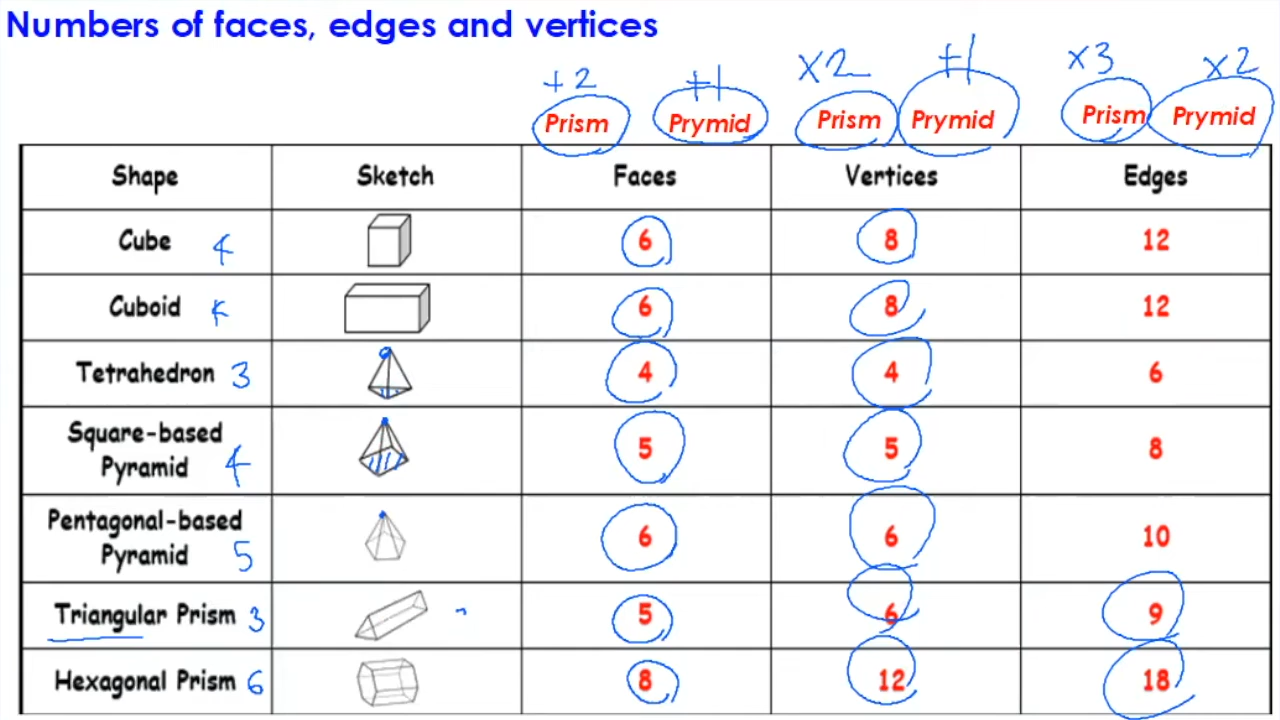 Numbers of faces, edges and vertices
+2 +1 x2 +1 x3 x2
Prism Prymid Prism Prymid Prism Prymid
Shape Sketch Faces Vertices Edges
Cube 4 6 8 12
Cuboid 4 6 8 12
Tetrahedron 3 4 4 6
Square-based
Pyramid 4 5 5 8
Pentagonal-based
Pyramid 5 6 6 10
Triangular Prism 3 5 6 9
Hexagonal Prism 6 8 12 18